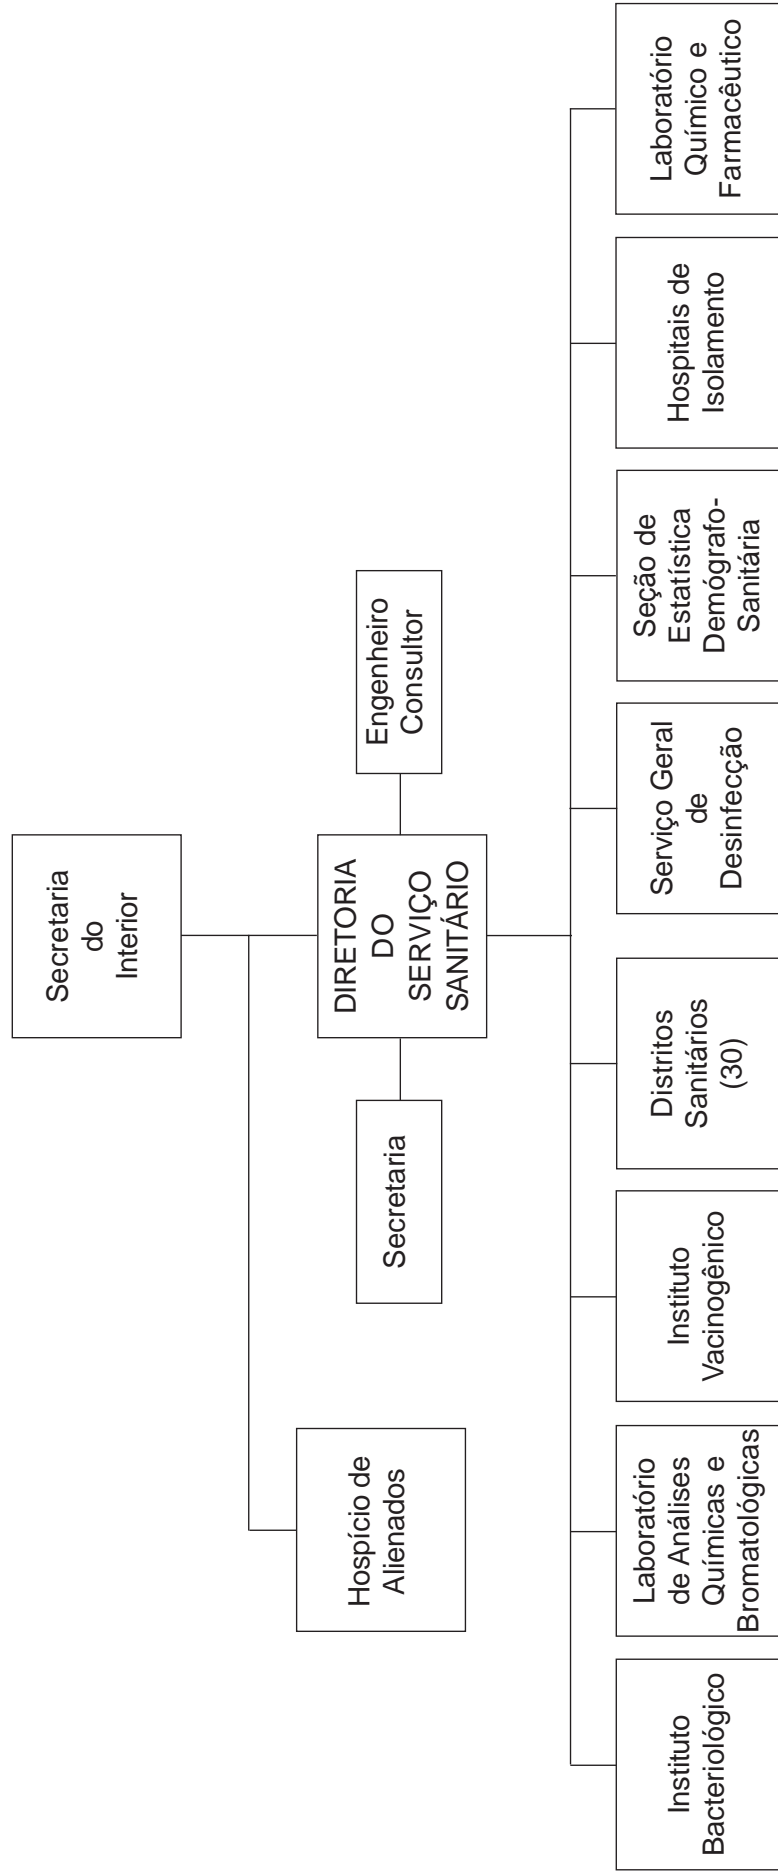 Secretaria
do
Interior
Hospício de
Alienados
Secretaria
DIRETORIA
DO
SERVIÇO
SANITÁRIO
Engenheiro
Consultor
Instituto
Bacteriológico
Laboratório
de Análises
Químicas e
Bromatológicas
Instituto
Vacinogênico
Distritos
Sanitários
(30)
Serviço Geral
de
Desinfecção
Seção de
Estatística
Demógrafo-
Sanitária
Hospitais de
Isolamento
Laboratório
Químico e
Farmacêutico